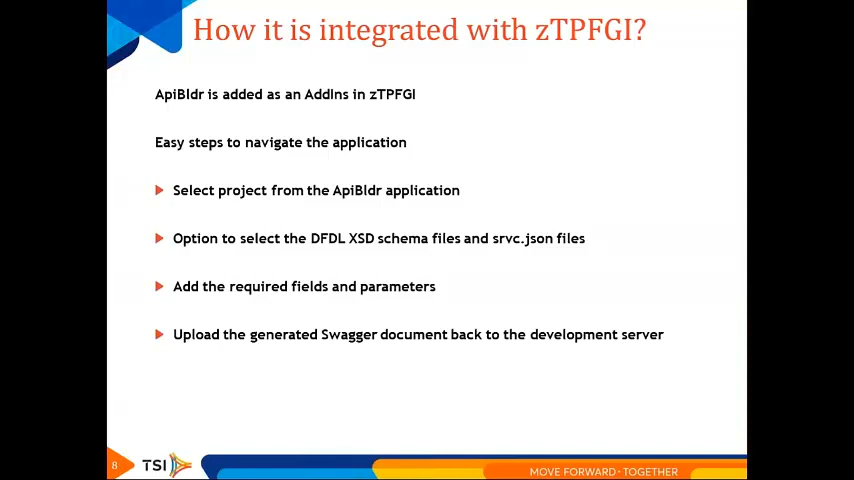 How it is integrated with zTPFGI?
ApiBldr is added as an AddIns in zTPFGI
Easy steps to navigate the application
Select project from the ApiBldr application
Option to select the DFDL XSD schema files and srvc.json files
Add the required fields and parameters
Upload the generated Swagger document back to the development server
8
TSI
MOVE FORWARD · TOGETHER